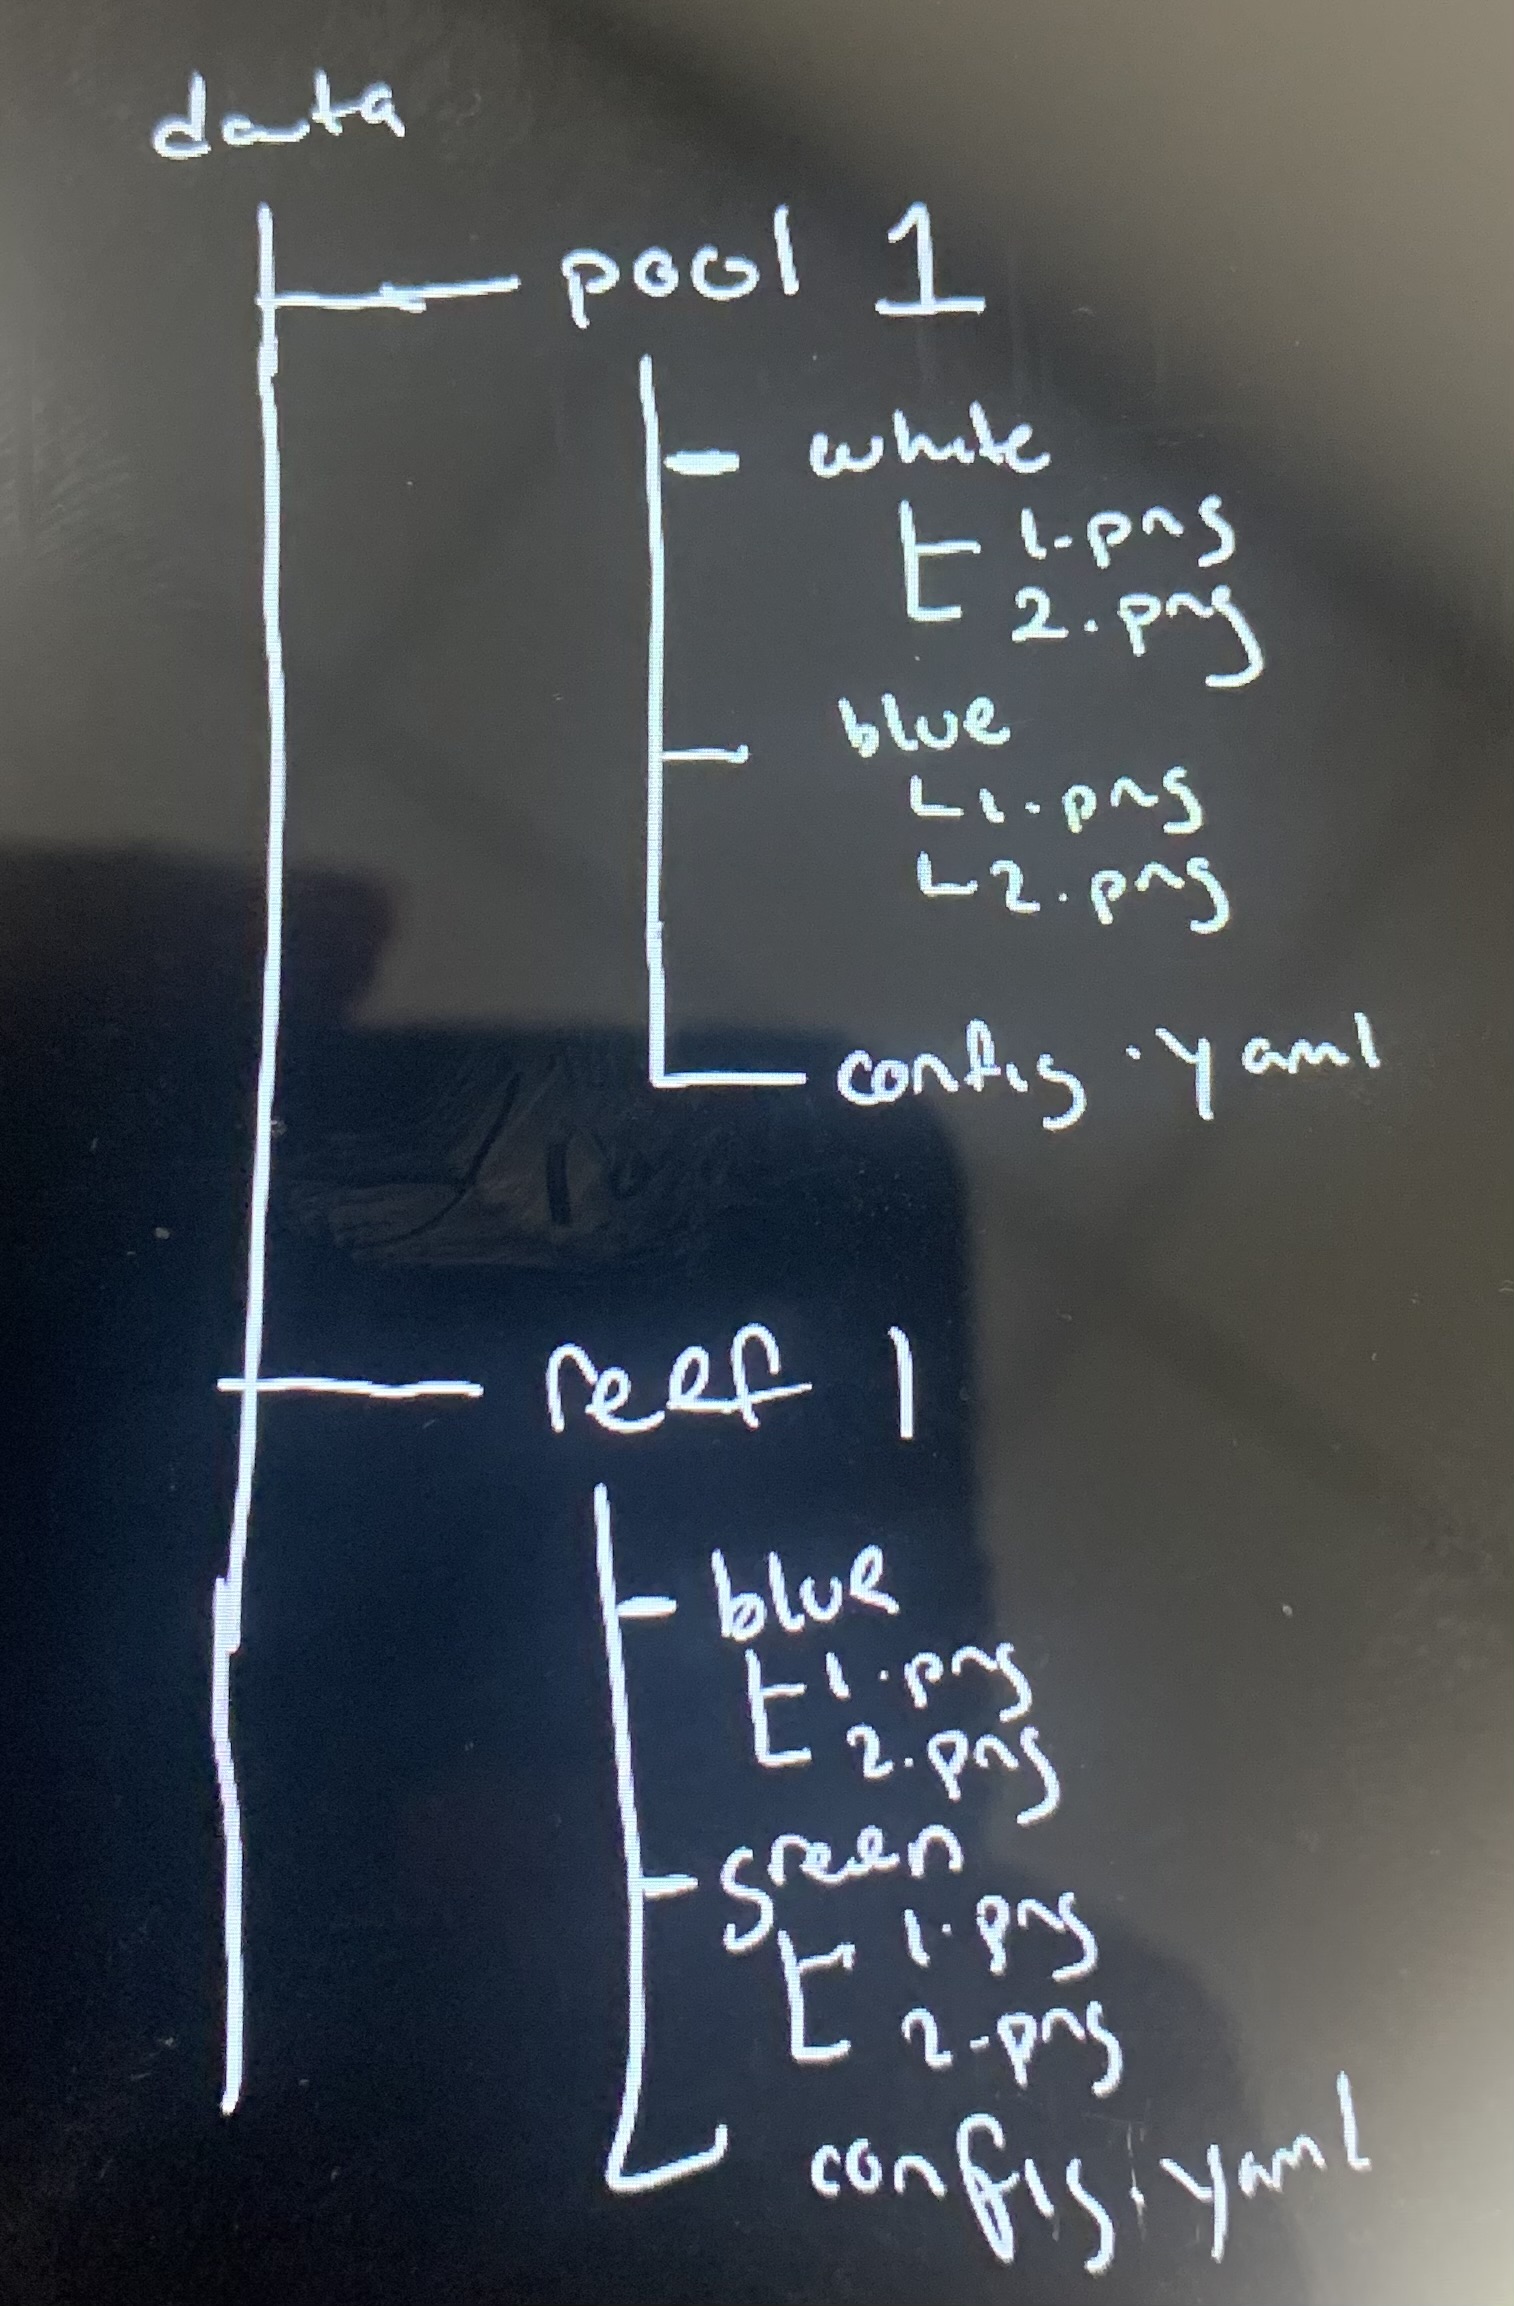 data
pool 1
white
1.png
2.png
blue
1.png
2.png
config.yaml
reef 1
blue
1.png
2.png
green
1.png
2.png
config.yaml